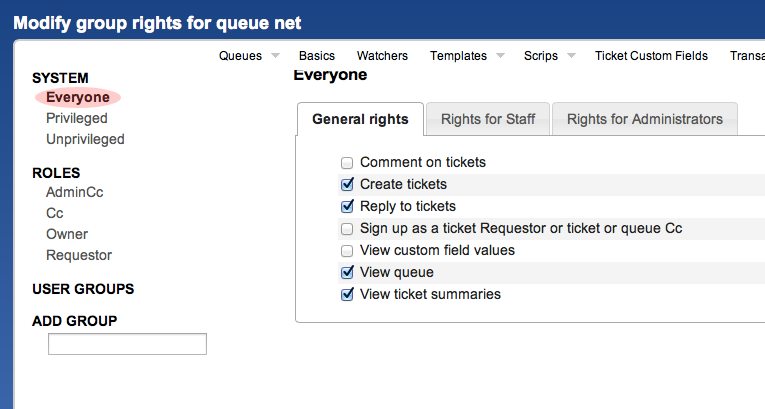 Modify group rights for queue net
Queues Basics Watchers Templates Scrips Ticket Custom Fields Transa
SYSTEM
Everyone
Privileged
Unprivileged
ROLES
AdminCc
Cc
Owner
Requestor
USER GROUPS
ADD GROUP
Everyone
General rights Rights for Staff Rights for Administrators
Comment on tickets
Create tickets
Reply to tickets
Sign up as a ticket Requestor or ticket or queue Cc
View custom field values
View queue
View ticket summaries